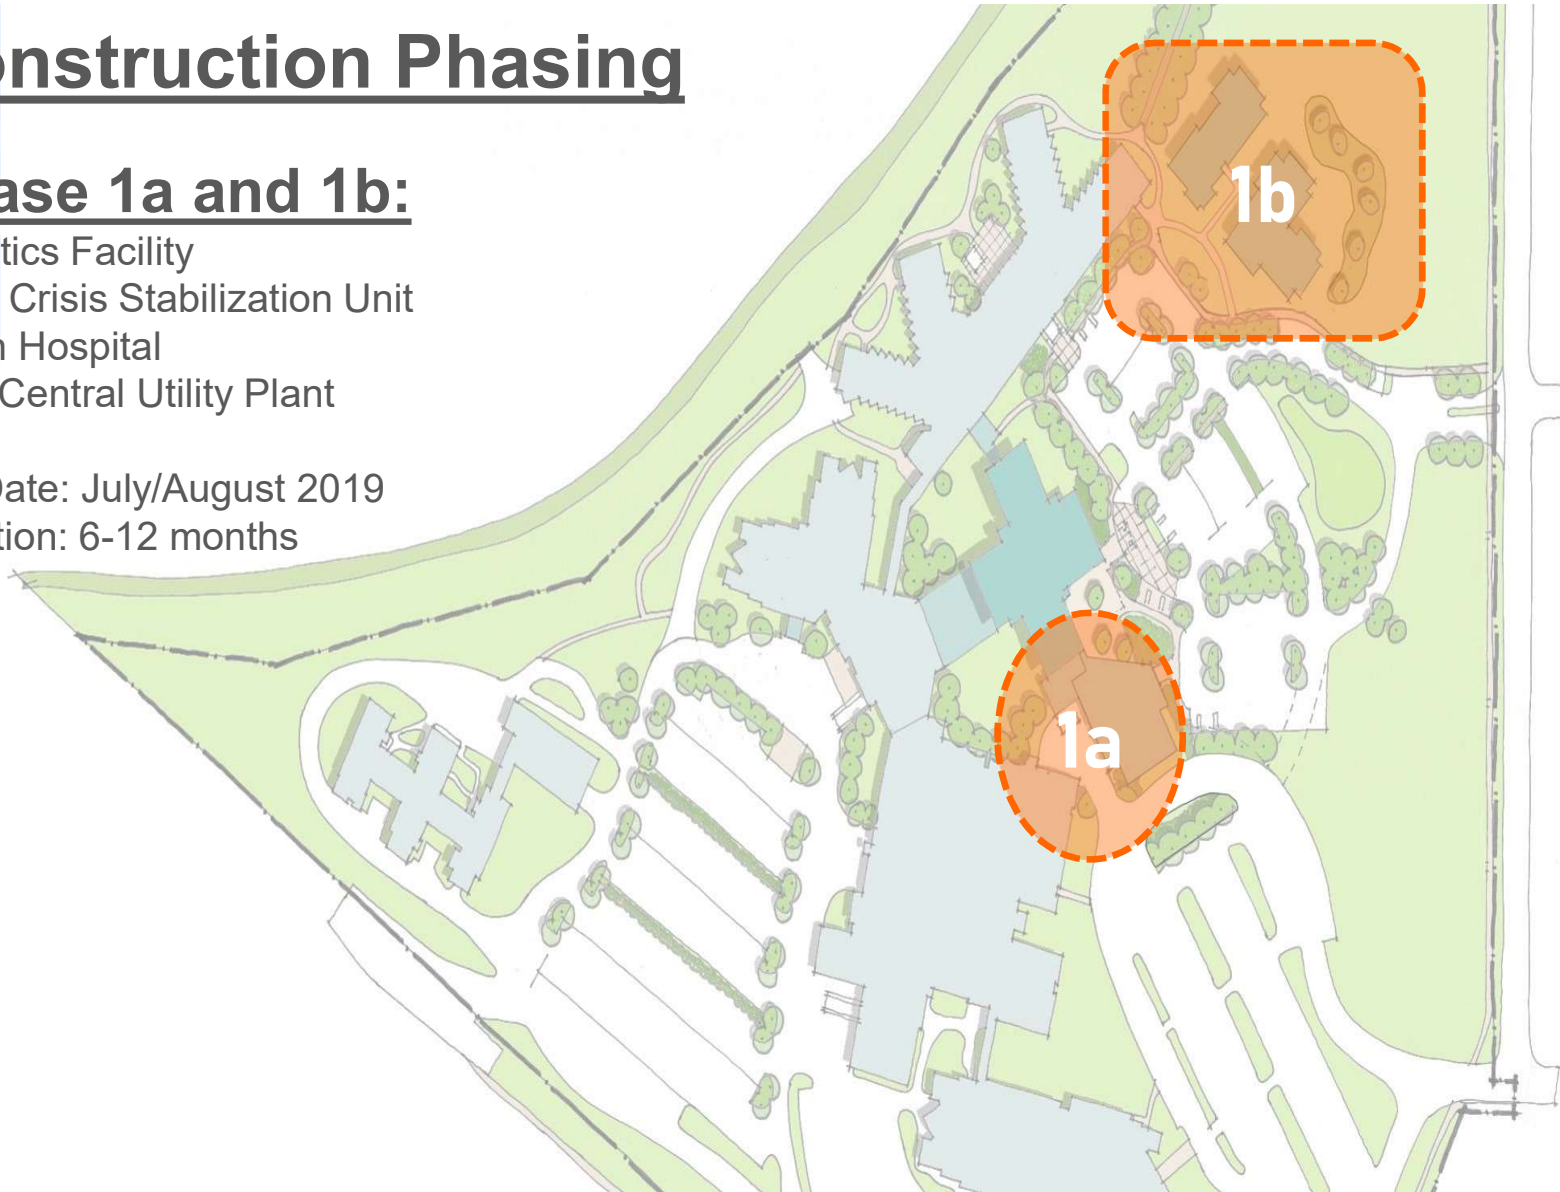 onstruction Phasing
ase 1a and 1b:
tics Facility
Crisis Stabilization Unit
n Hospital
Central Utility Plant
Date: July/August 2019
tion: 6-12 months
1b
1a